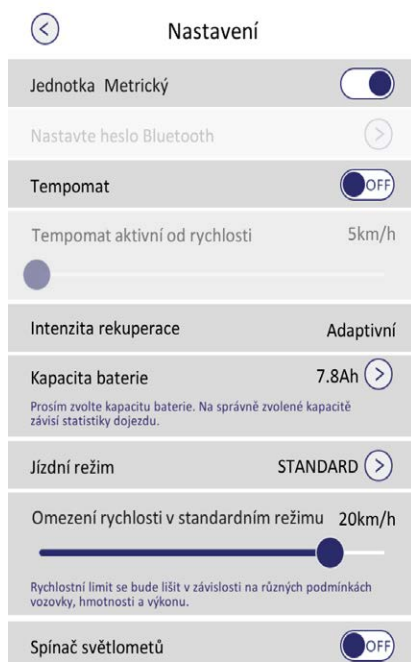 Nastavení
Jednotka Metrický
Nastavte heslo Bluetooth
Tempomat OFF
Tempomat aktivní od rychlosti 5km/h
Intenzita rekuperace Adaptivní
Kapacita baterie 7.8Ah
Prosím zvolte kapacitu baterie. Na správně zvolené kapacitě
závisí statistiky dojezdu.
Jízdní režim STANDARD
Omezení rychlosti v standardním režimu 20km/h
Rychlostní limit se bude lišit v závislosti na různých podmínkách
vozovky, hmotnosti a výkonu.
Spínač světlometů OFF